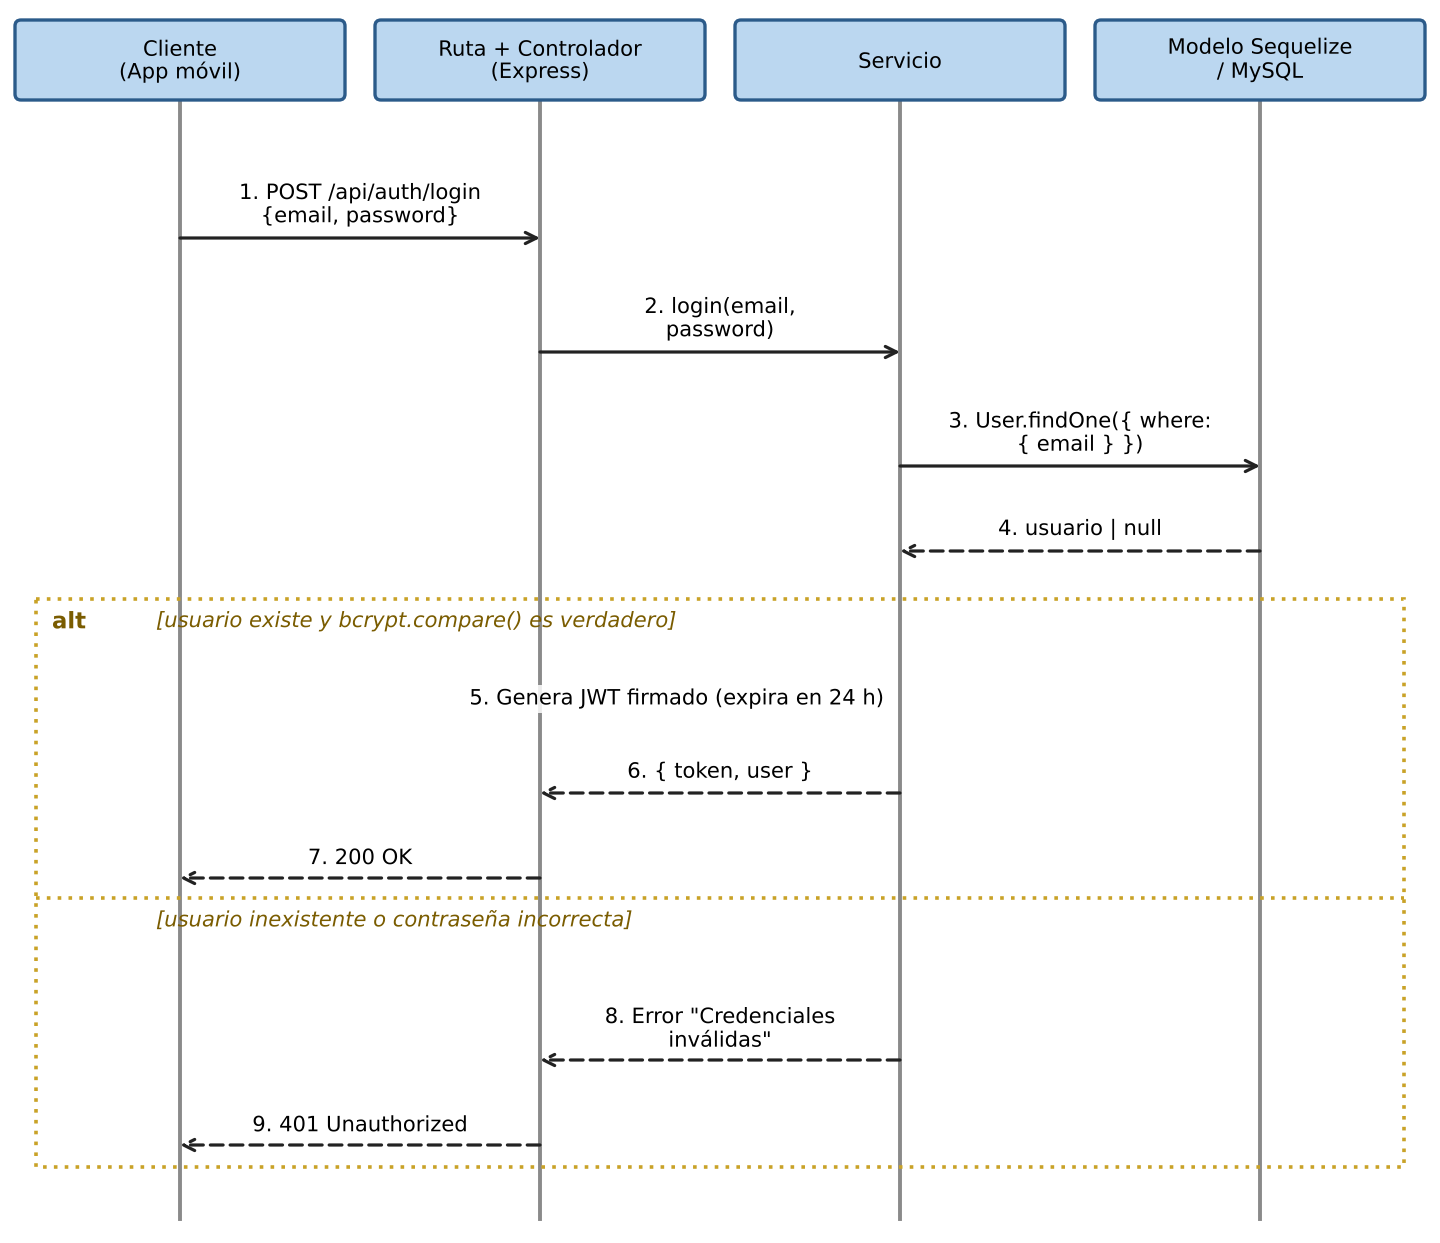 Cliente
(App móvil)
Ruta + Controlador
(Express)
Servicio
Modelo Sequelize
/ MySQL
1. POST /api/auth/login
{email, password}
2. login(email,
password)
3. User.findOne({ where:
{ email } })
4. usuario | null
alt
[usuario existe y bcrypt.compare() es verdadero]
5. Genera JWT firmado (expira en 24 h)
6. { token, user }
7. 200 OK
[usuario inexistente o contraseña incorrecta]
8. Error "Credenciales
inválidas"
9. 401 Unauthorized